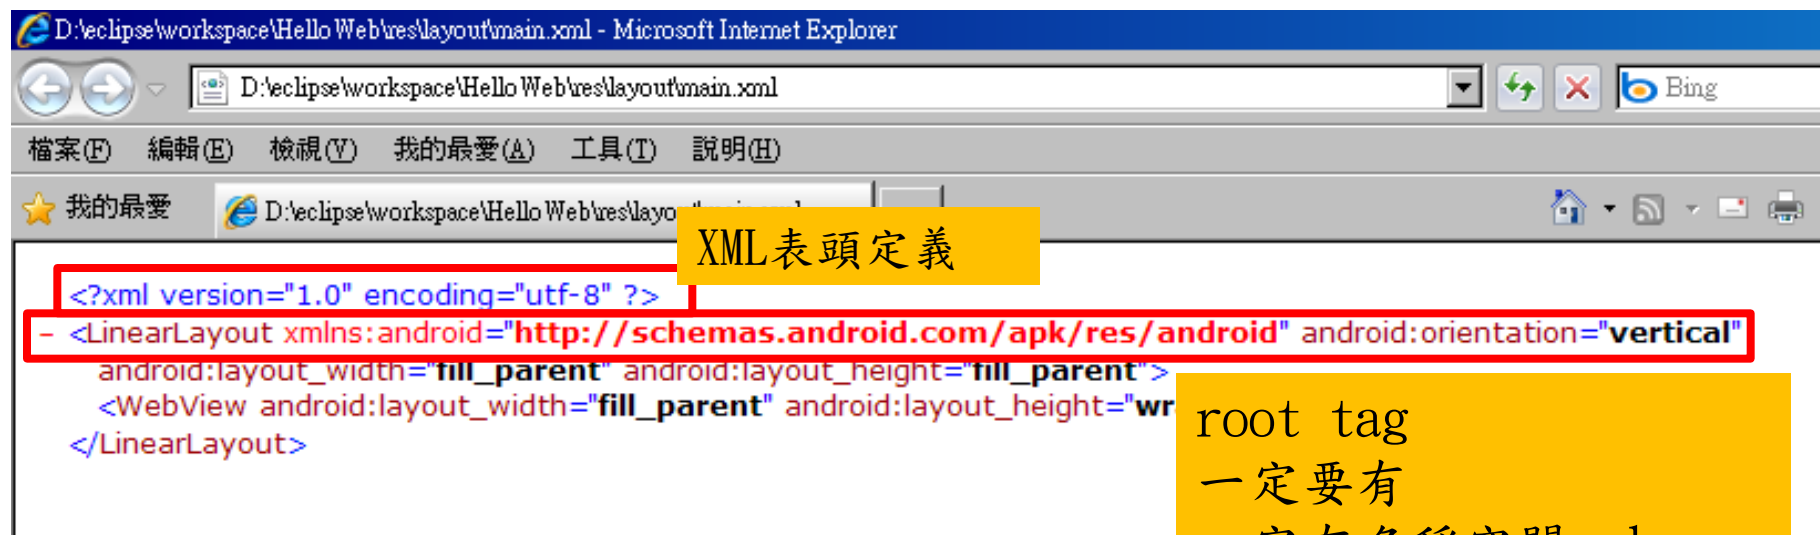 D:\eclipse\workspace\HelloWeb\res\layout\main.xml - Microsoft Internet Explorer
D:\eclipse\workspace\HelloWeb\res\layout\main.xml
Bing
檔案(F) 編輯(E) 檢視(V) 我的最愛(A) 工具(T) 說明(H)
我的最愛
D:\eclipse\workspace\HelloWeb\res\layo
XML表頭定義
<?xml version="1.0" encoding="utf-8" ?>
- <LinearLayout xmlns:android="http://schemas.android.com/apk/res/android" android:orientation="vertical"
android:layout_width="fill_parent" android:layout_height="fill_parent">
<WebView android:layout_width="fill_parent" android:layout_height="wr
</LinearLayout>
root tag
一定要有